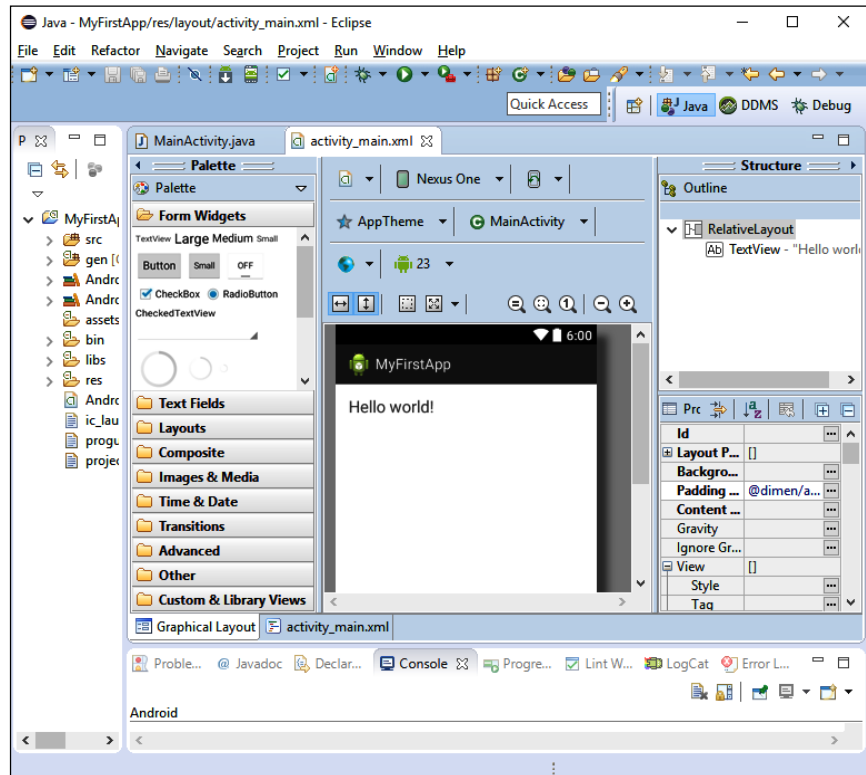 Java - MyFirstApp/res/layout/activity_main.xml - Eclipse
File Edit Refactor Navigate Search Project Run Window Help
Quick Access
Java DDMS Debug
P
MyFirstA
src
gen [
Andro
Andro
assets
bin
libs
res
Andro
ic_lau
progu
projec
MainActivity.java activity_main.xml
Palette
Palette
Form Widgets
TextView Large Medium Small
Button Small OFF
CheckBox RadioButton
CheckedTextView
Text Fields
Layouts
Composite
Images & Media
Time & Date
Transitions
Advanced
Other
Custom & Library Views
Nexus One
AppTheme MainActivity
23
1
6:00
MyFirstApp
Hello world!
Graphical Layout activity_main.xml
Structure
Outline
RelativeLayout
Ab TextView - "Hello worl
Prc
Id
Layout P... []
Backgro...
Padding ... @dimen/a...
Content ...
Gravity
Ignore Gr...
View []
Style
Tag
Proble... @ Javadoc Declar... Console Progre... Lint W... LogCat Error L...
Android